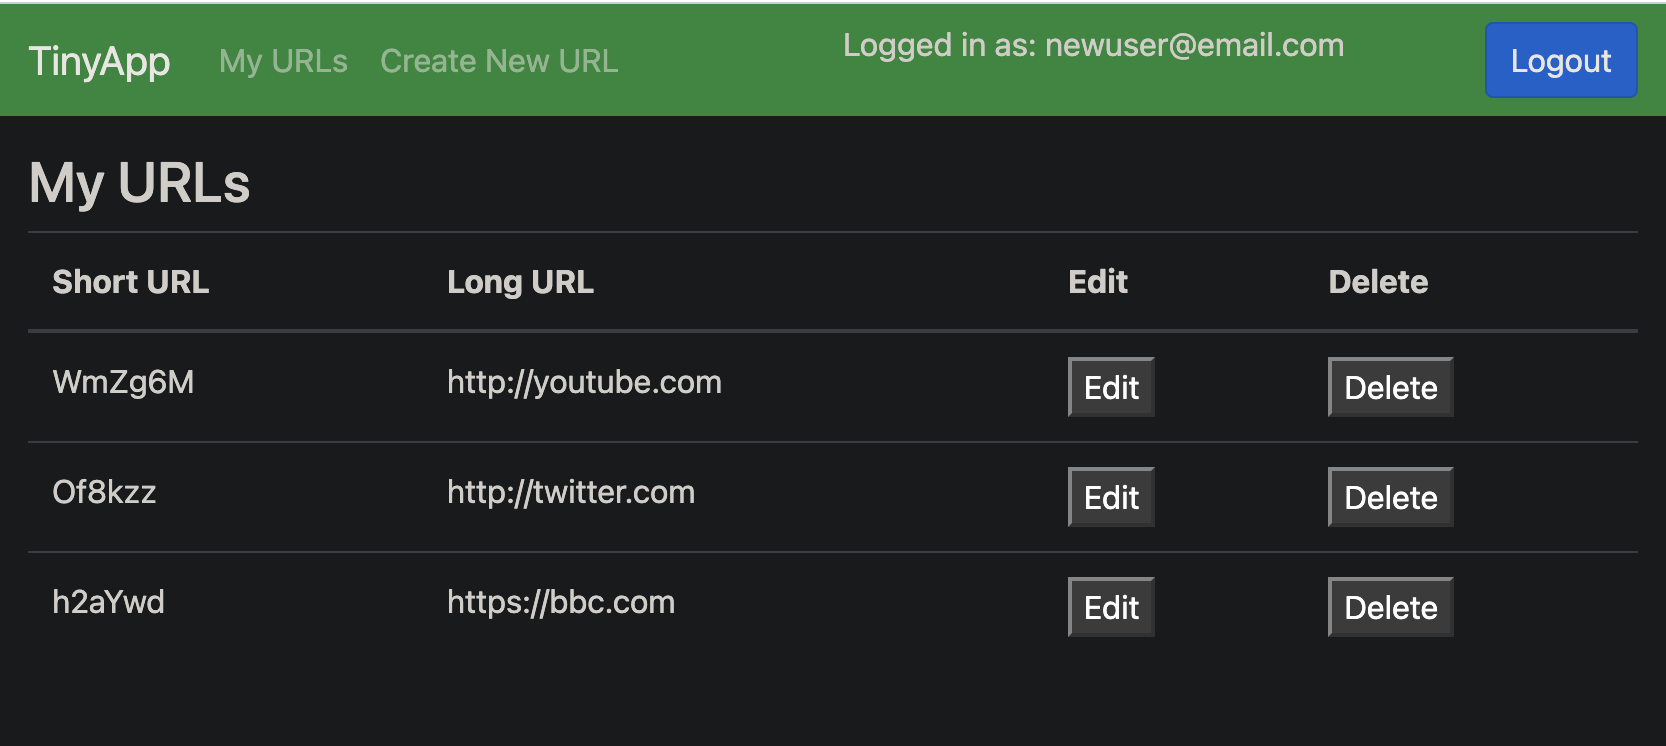 TinyApp My URLs Create New URL Logged in as: newuser@email.com Logout
My URLs
Short URL Long URL Edit Delete
WmZg6M http://youtube.com Edit Delete
Of8kzz http://twitter.com Edit Delete
h2aYwd https://bbc.com Edit Delete